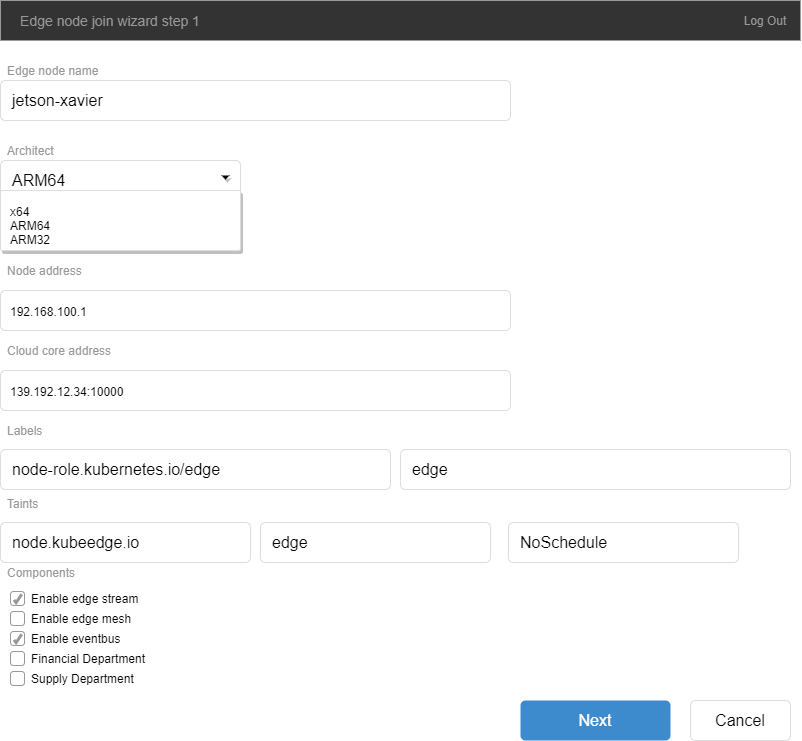 Edge node join wizard step 1
Log Out
Edge node name
jetson-xavier
Architect
ARM64
x64
ARM64
ARM32
Node address
192.168.100.1
Cloud core address
139.192.12.34:10000
Labels
node-role.kubernetes.io/edge
edge
Taints
node.kubeedge.io
edge
NoSchedule
Components
Enable edge stream
Enable edge mesh
Enable eventbus
Financial Department
Supply Department
Next
Cancel